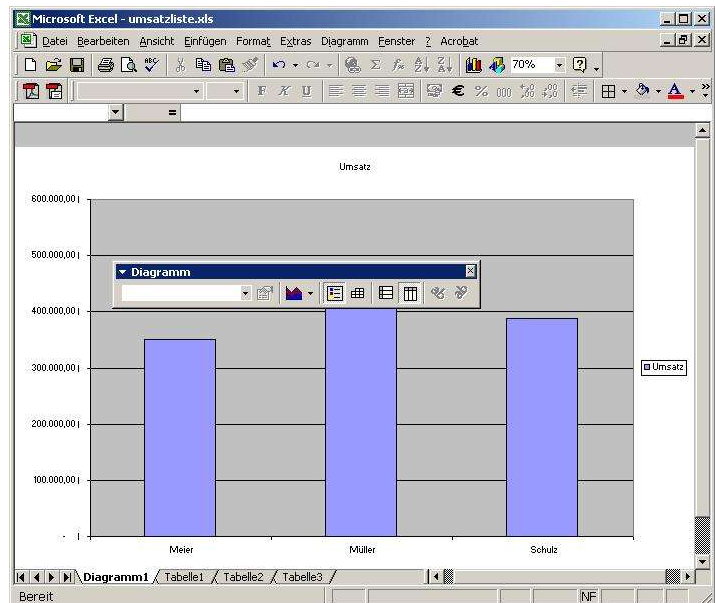 Microsoft Excel - umsatzliste.xls
Datei Bearbeiten Ansicht Einfügen Format Extras Diagramm Fenster ? Acrobat
70%
F K U € % 000
=
Umsatz
600.000,00
500.000,00
Diagramm
400.000,00
300.000,00
Umsatz
200.000,00
100.000,00
-
Meier Müller Schulz
Diagramm1 Tabelle1 Tabelle2 Tabelle3
Bereit NF